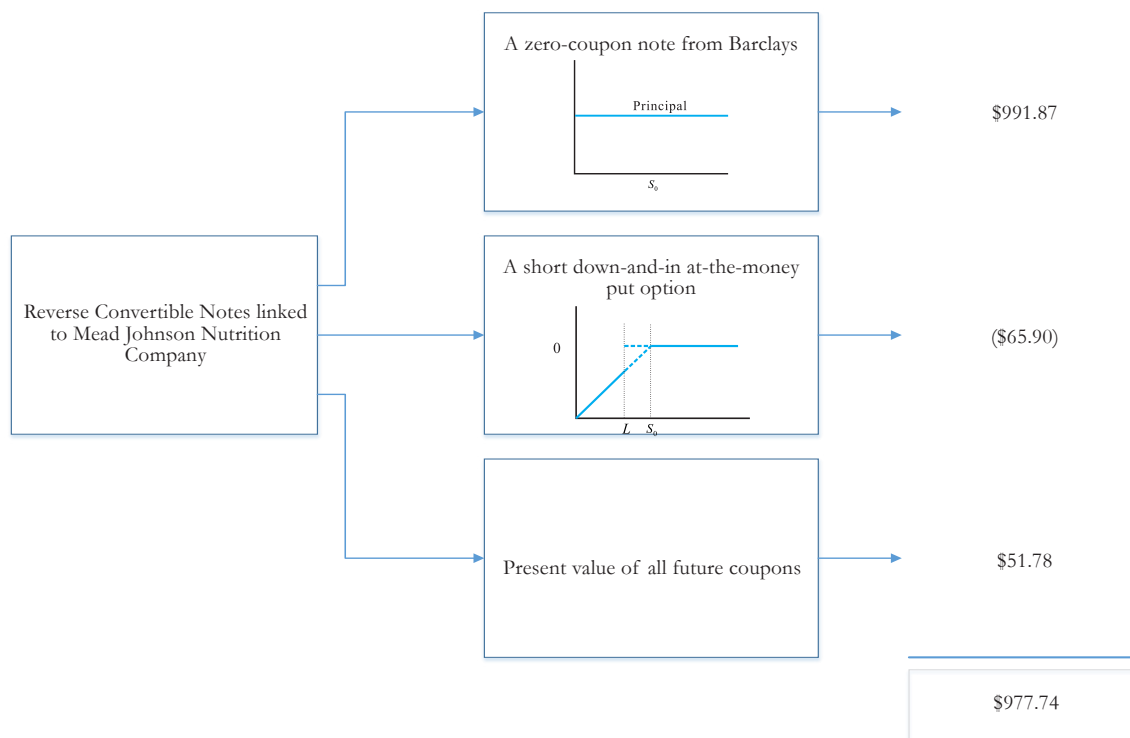 A zero-coupon note from Barclays
Principal
S₀
$991.87
Reverse Convertible Notes linked
to Mead Johnson Nutrition
Company
A short down-and-in at-the-money
put option
0
L S₀
($65.90)
Present value of all future coupons
$51.78
$977.74